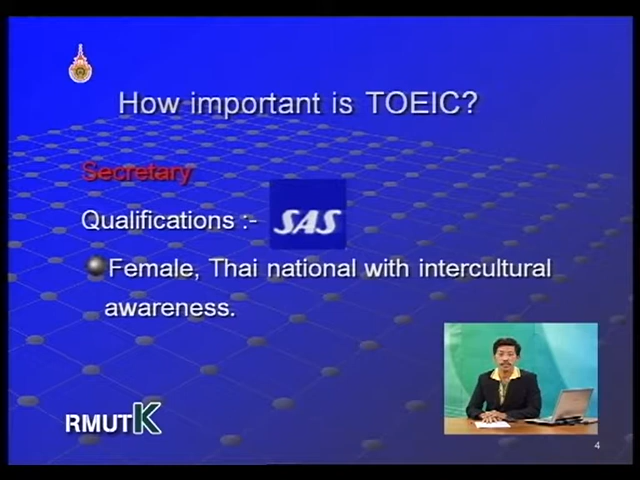 How important is TOEIC?
Secretary
Qualifications :-
SAS
Female, Thai national with intercultural
awareness.
RMUTK
4